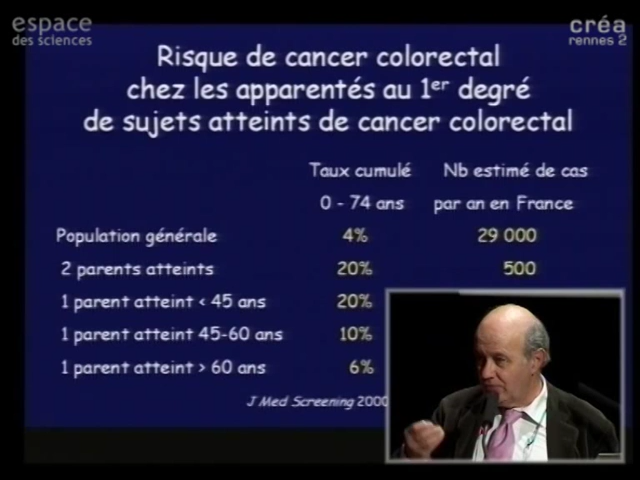 espace
des sciences
créa
rennes 2
Risque de cancer colorectal
chez les apparentés au 1er degré
de sujets atteints de cancer colorectal
Taux cumulé Nb estimé de cas
0 - 74 ans par an en France
Population générale 4% 29 000
2 parents atteints 20% 500
1 parent atteint < 45 ans 20%
1 parent atteint 45-60 ans 10%
1 parent atteint > 60 ans 6%
J Med Screening 2000